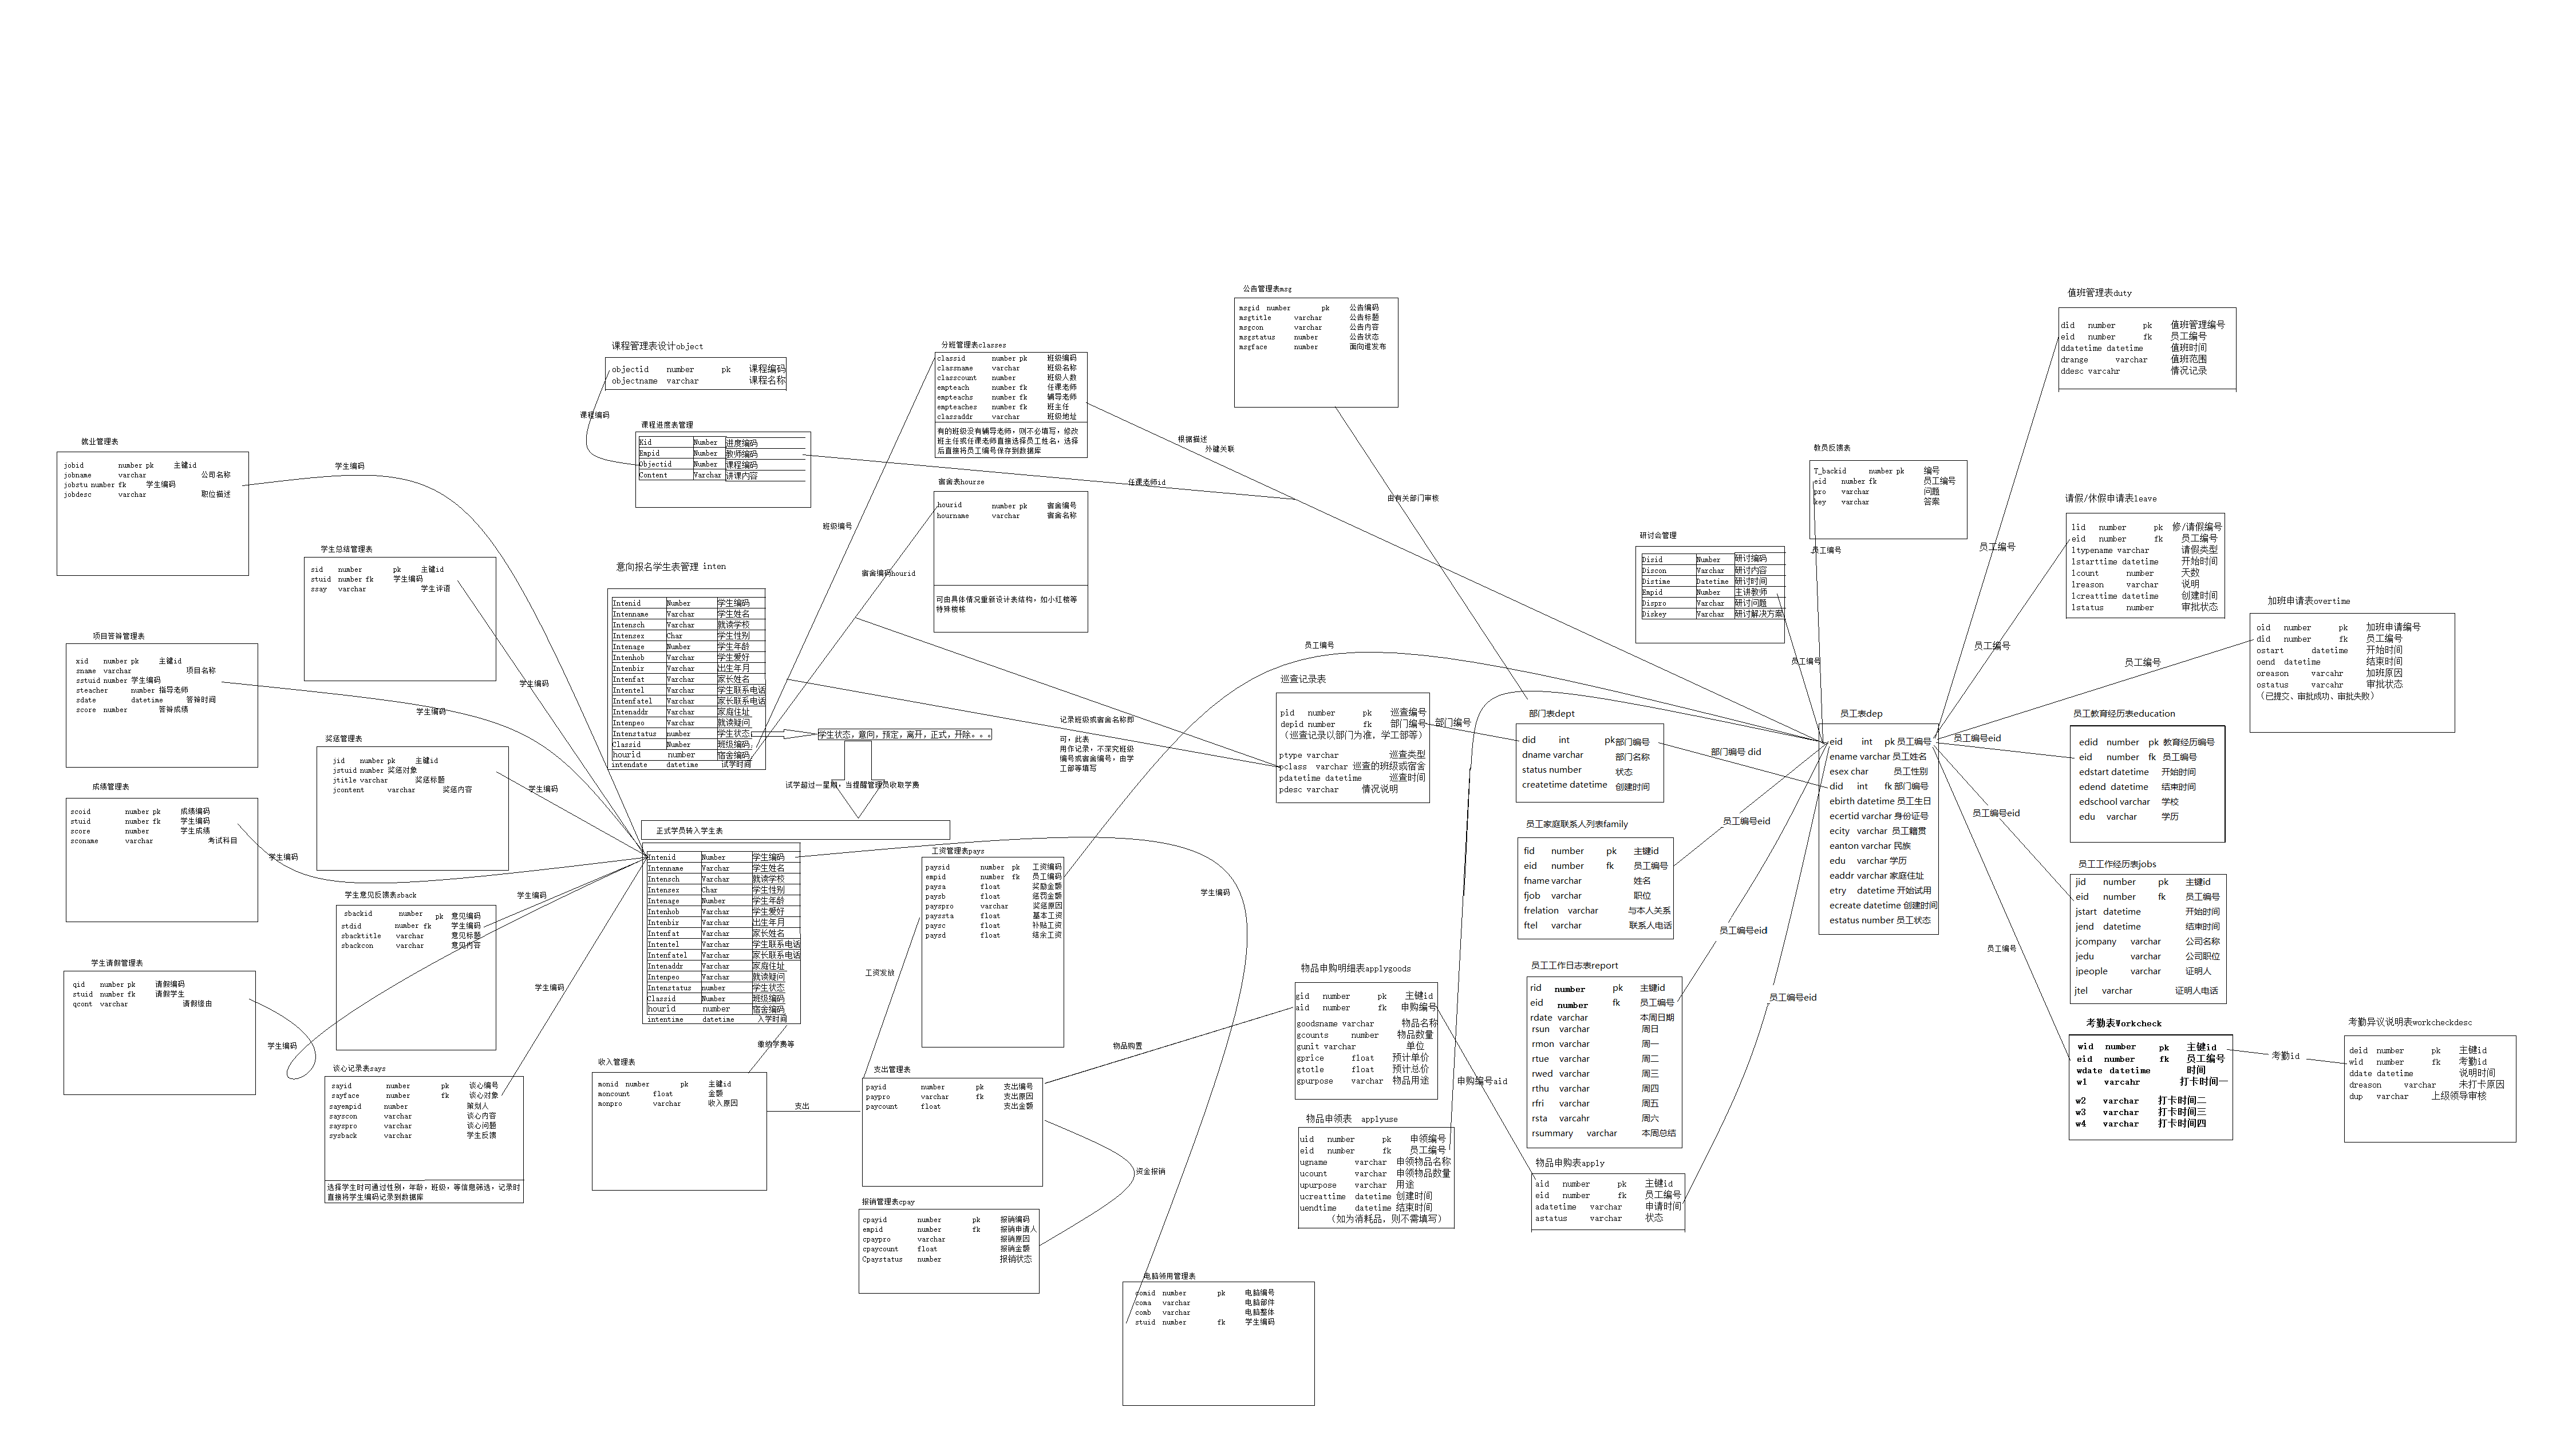 公告管理表msg
msgid number pk 公告编码
msgtitle varchar 公告标题
msgcon varchar 公告内容
msgstatus number 公告状态
msgface number 面向谁发布
值班管理表duty
did number pk 值班管理编号
eid number fk 员工编号
ddatetime datetime 值班时间
drange varchar 值班范围
ddesc varcahr 情况记录
课程管理表设计object
objectid number pk 课程编码
objectname varchar 课程名称
课程编码
课程进度表管理
Kid Number 进度编码
Empid Number 教师编码
Objectid Number 课程编码
Content Varchar 讲课内容
任课老师id
分班管理表classes
classid number pk 班级编码
classname varchar 班级名称
classcount number 班级人数
empteach number fk 任课老师
empteachs number fk 辅导老师
empteaches number fk 班主任
classaddr varchar 班级地址
有的班级没有辅导老师，则不必填写，修改
班主任或任课老师直接选择员工姓名，选择
后直接将员工编号保存到数据库
根据描述
外键关联
由有关部门审核
宿舍表hourse
hourid number pk 宿舍编号
hourname varchar 宿舍名称
可由具体情况重新设计表结构，如小红楼等
特殊楼栋
班级编号
宿舍编码hourid
就业管理表
jobid number pk 主键id
jobname varchar 公司名称
jobstu number fk 学生编码
jobdesc varchar 职位描述
学生编码
学生总结管理表
sid number pk 主键id
stuid number fk 学生编码
ssay varchar 学生评语
学生编码
项目答辩管理表
xid number pk 主键id
sname varchar 项目名称
sstuid number 学生编码
steacher number 指导老师
sdate datetime 答辩时间
score number 答辩成绩
学生编码
奖惩管理表
jid number pk 主键id
jstuid number 奖惩对象
jtitle varchar 奖惩标题
jcontent varchar 奖惩内容
学生编码
成绩管理表
scoid number pk 成绩编码
stuid number fk 学生编码
score number 学生成绩
sconame varchar 考试科目
学生编码
学生意见反馈表sback
sbackid number pk 意见编码
stdid number fk 学生编码
sbacktitle varchar 意见标题
sbackcon varchar 意见内容
学生编码
学生请假管理表
qid number pk 请假编码
stuid number fk 请假学生
qcont varchar 请假缘由
学生编码
谈心记录表says
sayid number pk 谈心编号
sayface number fk 谈心对象
sayempid number 策划人
sayscon varchar 谈心内容
sayspro varchar 谈心问题
sysback varchar 学生反馈
选择学生时可通过性别，年龄，班级，等信息筛选，记录时
直接将学生编码记录到数据库
学生编码
意向报名学生表管理 inten
Intenid Number 学生编码
Intenname Varchar 学生姓名
Intensch Varchar 就读学校
Intensex Char 学生性别
Intenage Number 学生年龄
Intenhob Varchar 学生爱好
Intenbir Varchar 出生年月
Intenfat Varchar 家长姓名
Intentel Varchar 学生联系电话
Intenfatel Varchar 家长联系电话
Intenaddr Varchar 家庭住址
Intenpeo Varchar 就读疑问
Intenstatus number 学生状态
Classid Number 班级编码
hourid number 宿舍编码
intendate datetime 试学时间
学生状态，意向，预定，离开，正式，开除。。。
试学超过一星期，当提醒管理员收取学费
正式学员转入学生表
Intenid Number 学生编码
Intenname Varchar 学生姓名
Intensch Varchar 就读学校
Intensex Char 学生性别
Intenage Number 学生年龄
Intenhob Varchar 学生爱好
Intenbir Varchar 出生年月
Intenfat Varchar 家长姓名
Intentel Varchar 学生联系电话
Intenfatel Varchar 家长联系电话
Intenaddr Varchar 家庭住址
Intenpeo Varchar 就读疑问
Intenstatus number 学生状态
Classid Number 班级编码
hourid number 宿舍编码
intentime datetime 入学时间
缴纳学费等
收入管理表
monid number pk 主键id
moncount float 金额
monpro varchar 收入原因
支出
工资管理表pays
paysid number pk 工资编码
empid number fk 员工编码
paysa float 奖励金额
paysb float 惩罚金额
payspro varchar 奖惩原因
payssta float 基本工资
paysc float 补贴工资
paysd float 结余工资
工资发放
支出管理表
payid number pk 支出编号
paypro varchar fk 支出原因
paycount float 支出金额
物品购置
资金报销
报销管理表cpay
cpayid number pk 报销编码
empid number fk 报销申请人
cpaypro varchar 报销原因
cpaycount float 报销金额
Cpaystatus number 报销状态
学生编码
电脑领用管理表
comid number pk 电脑编号
coma varchar 电脑部件
comb varchar 电脑整体
stuid number fk 学生编码
员工编号
记录班级或宿舍名称即
可，此表
用作记录，不深究班级
编号或宿舍编号，由学
工部等填写
巡查记录表
pid number pk 巡查编号
depid number fk 部门编号
（巡查记录以部门为准，学工部等）
ptype varchar 巡查类型
pclass varchar 巡查的班级或宿舍
pdatetime datetime 巡查时间
pdesc varchar 情况说明
部门编号
部门表dept
did int pk 部门编号
dname varchar 部门名称
status number 状态
createtime datetime 创建时间
部门编号 did
员工家庭联系人列表family
fid number pk 主键id
eid number fk 员工编号
fname varchar 姓名
fjob varchar 职位
frelation varchar 与本人关系
ftel varchar 联系人电话
员工编号eid
员工工作日志表report
rid number pk 主键id
eid number fk 员工编号
rdate varchar 本周日期
rsun varchar 周日
rmon varchar 周一
rtue varchar 周二
rwed varchar 周三
rthu varchar 周四
rfri varchar 周五
rsta varcahr 周六
rsummary varchar 本周总结
员工编号eid
物品申购明细表applygoods
gid number pk 主键id
aid number fk 申购编号
goodsname varchar 物品名称
gcounts number 物品数量
gunit varchar 单位
gprice float 预计单价
gtotle float 预计总价
gpurpose varchar 物品用途
申购编号aid
物品申领表 applyuse
uid number pk 申领编号
eid number fk 员工编号
ugname varchar 申领物品名称
ucount varchar 申领物品数量
upurpose varchar 用途
ucreattime datetime 创建时间
uendtime datetime 结束时间
（如为消耗品，则不需填写）
物品申购表apply
aid number pk 主键id
eid number fk 员工编号
adatetime varchar 申请时间
astatus varchar 状态
员工编号eid
研讨会管理
Disid Number 研讨编码
Discon Varchar 研讨内容
Distime Datetime 研讨时间
Empid Number 主讲教师
Dispro Varchar 研讨问题
Diskey Varchar 研讨解决方案
员工编号
教员反馈表
T_backid number pk 编号
eid number fk 员工编号
pro varchar 问题
key varchar 答案
员工编号
员工表dep
eid int pk 员工编号
ename varchar 员工姓名
esex char 员工性别
did int fk 部门编号
ebirth datetime 员工生日
ecertid varchar 身份证号
ecity varchar 员工籍贯
eanton varchar 民族
edu varchar 学历
eaddr varchar 家庭住址
etry datetime 开始试用
ecreate datetime 创建时间
estatus number 员工状态
员工编号
请假/休假申请表leave
lid number pk 修/请假编号
eid number fk 员工编号
ltypename varchar 请假类型
lstarttime datetime 开始时间
lcount number 天数
lreason varchar 说明
lcreattime datetime 创建时间
lstatus number 审批状态
员工编号
加班申请表overtime
oid number pk 加班申请编号
did number fk 员工编号
ostart datetime 开始时间
oend datetime 结束时间
oreason varchar 加班原因
ostatus varcahr 审批状态
（已提交、审批成功、审批失败）
员工编号
员工教育经历表education
edid number pk 教育经历编号
eid number fk 员工编号
edstart datetime 开始时间
edend datetime 结束时间
edschool varchar 学校
edu varchar 学历
员工编号eid
员工工作经历表jobs
jid number pk 主键id
eid number fk 员工编号
jstart datetime 开始时间
jend datetime 结束时间
jcompany varchar 公司名称
jedu varchar 公司职位
jpeople varchar 证明人
jtel varchar 证明人电话
员工编号eid
员工编号
考勤表Workcheck
wid number pk 主键id
eid number fk 员工编号
wdate datetime 时间
w1 varcahr 打卡时间一
w2 varchar 打卡时间二
w3 varchar 打卡时间三
w4 varchar 打卡时间四
考勤id
考勤异议说明表workcheckdesc
deid number pk 主键id
wid number fk 考勤id
ddate datetime 说明时间
dreason varchar 未打卡原因
dup varchar 上级领导审核